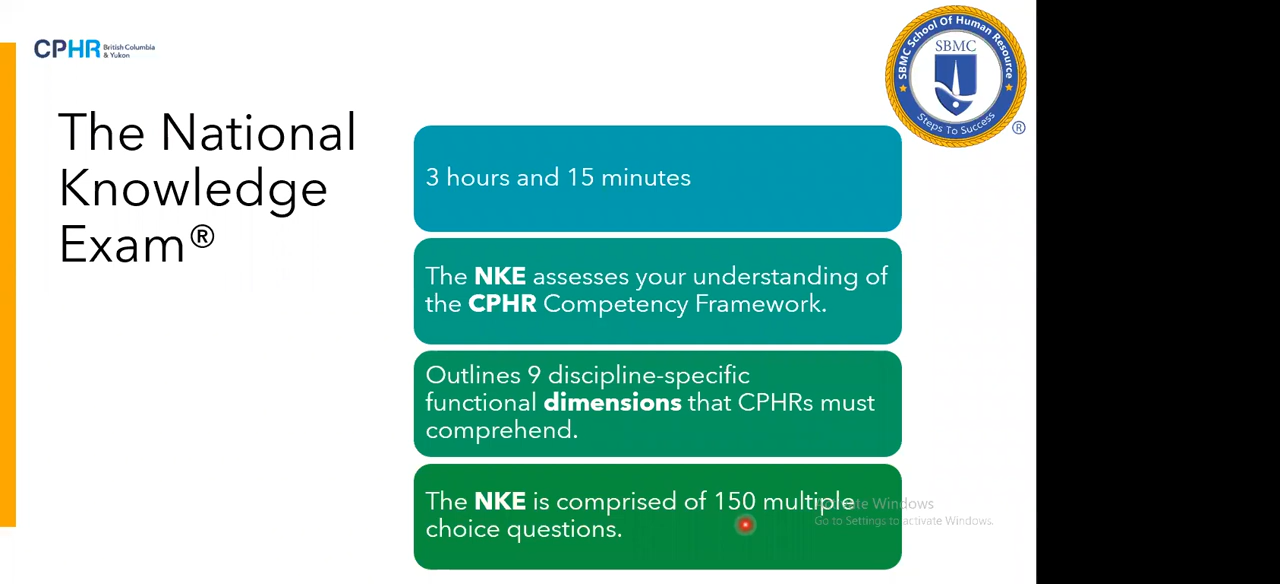 CPHR British Columbia
& Yukon
SBMC School Of Human Resource
SBMC
Steps To Success
®
The National
Knowledge
Exam®
3 hours and 15 minutes
The NKE assesses your understanding of
the CPHR Competency Framework.
Outlines 9 discipline-specific
functional dimensions that CPHRs must
comprehend.
The NKE is comprised of 150 multiple
choice questions.
Activate Windows
Go to Settings to activate Windows.